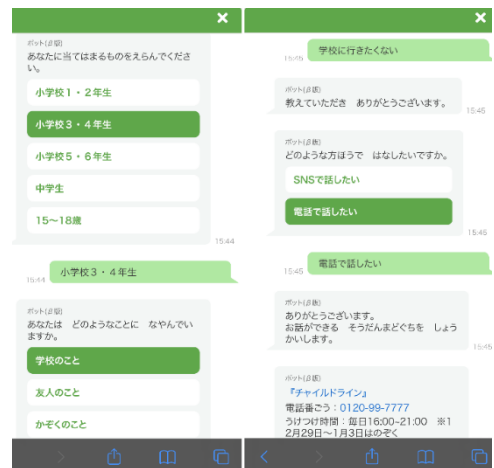 ボット(β版)
あなたに当てはまるものをえらんでくださ
い。
小学校1・2年生
小学校3・4年生
小学校5・6年生
中学生
15〜18歳
15:44
小学校3・4年生
15:44
ボット(β版)
あなたは どのようなことに なやんでい
ますか。
学校のこと
友人のこと
かぞくのこと
学校に行きたくない
15:45
ボット(β版)
教えていただき ありがとうございます。
15:45
ボット(β版)
どのような方ほうで はなしたいですか。
SNSで話したい
電話で話したい
15:45
電話で話したい
15:45
ボット(β版)
ありがとうございます。
お話ができる そうだんまどぐちを しょう
かいします。
15:45
ボット(β版)
『チャイルドライン』
電話番ごう：0120-99-7777
うけつけ時間：毎日16:00-21:00 ※1
2月29日〜1月3日はのぞく